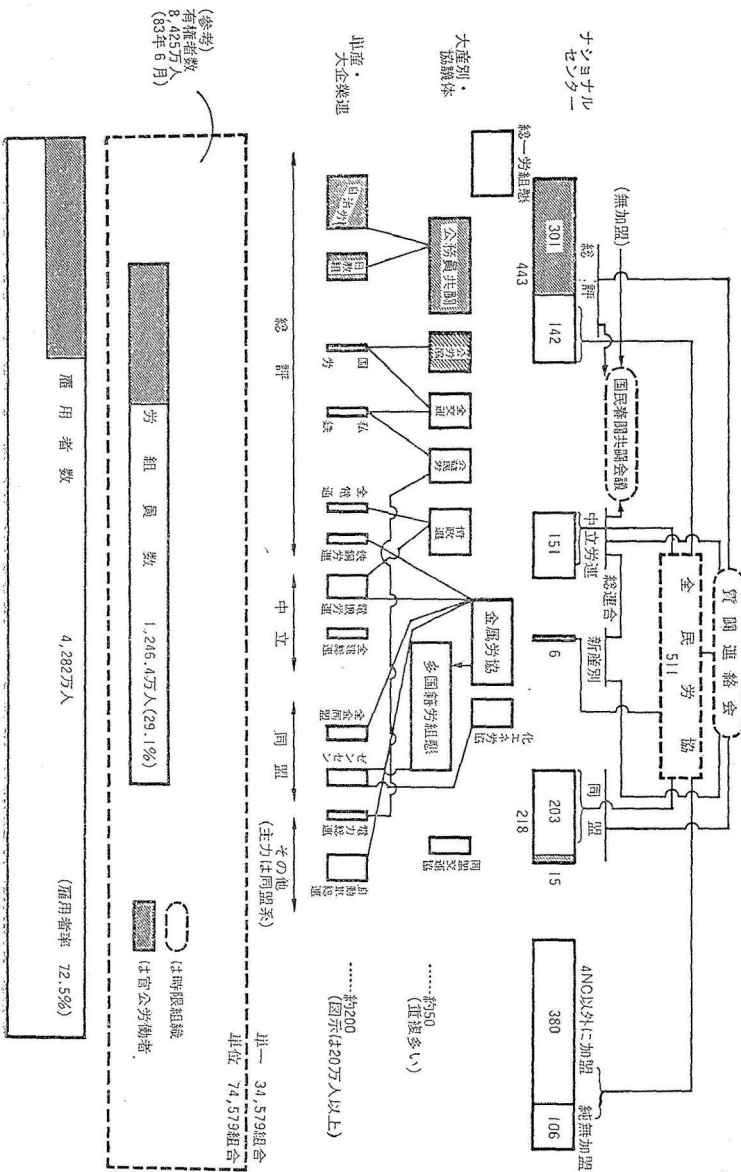 質闘連絡会
全民労協
511
ナショナル
センター
(無加盟)
総評
国民春闘共闘会議
中立労連
総連合
新産別
同盟
4NC以外に加盟
純無加盟
301
142
443
151
6
203
15
218
380
106
大産別・
協議体
総一労組懇
公務員共闘
公労協
全交運
公益労
情政連
金属労協
多国籍労組懇
化エネ労協
同盟交運協
……約50
(重複多い)
単産・
大企業連
自治労
日教組
国労
私鉄
全電通
鉄鋼労連
電機労連
全電総連
全金同盟
ゼンセン
電力総連
自動車総連
……約200
(図示は20万人以上)
総評
中立
同盟
その他
(主力は同盟系)
単一 34,579組合
単位 74,579組合
(参考)
有権者数
8,425万人
(83年6月)
労組員数 1,245.4万人(29.1%)
は時限組織
は官公労働者
雇用者数
4,282万人
(雇用者率 72.5%)